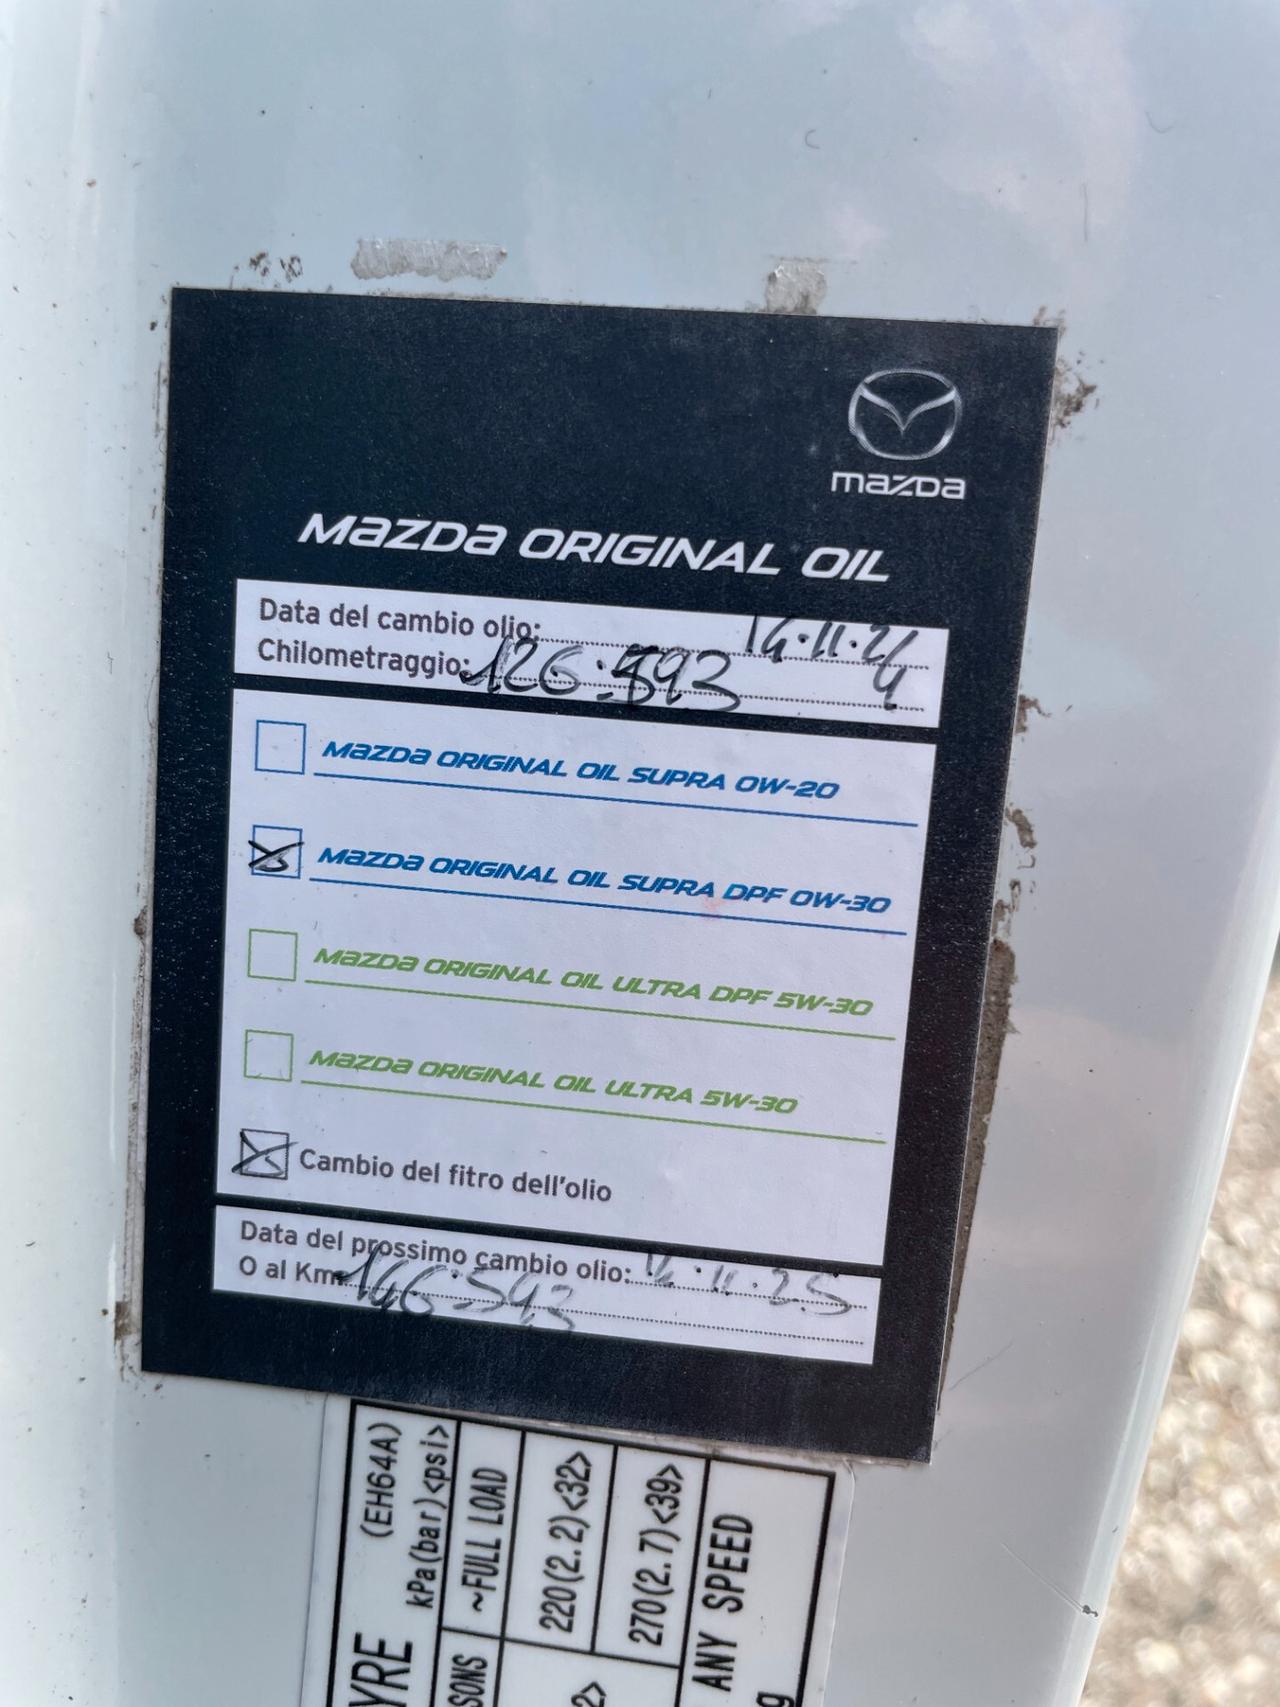 mazda
MAZDA ORIGINAL OIL
Data del cambio olio: 14.11.24
Chilometraggio: 126.593
MAZDA ORIGINAL OIL SUPRA 0W-20
MAZDA ORIGINAL OIL SUPRA DPF 0W-30
MAZDA ORIGINAL OIL ULTRA DPF 5W-30
MAZDA ORIGINAL OIL ULTRA 5W-30
Cambio del fitro dell'olio
Data del prossimo cambio olio: 14.11.25
O al Km: 146.593
(EH64A)
kPa(bar)<psi>
~FULL LOAD
220(2.2)<32>
270(2.7)<39>
ANY SPEED